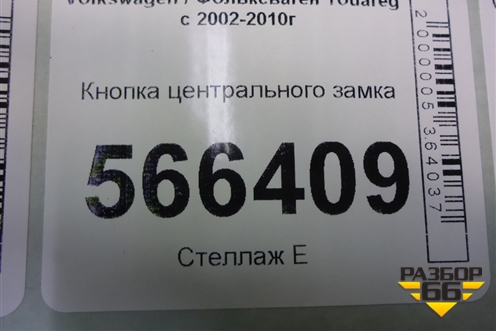 Volkswagen / Фольксваген Touareg
с 2002-2010г
Кнопка центрального замка
566409
Стеллаж Е
2000005364037
РАЗБОР
66